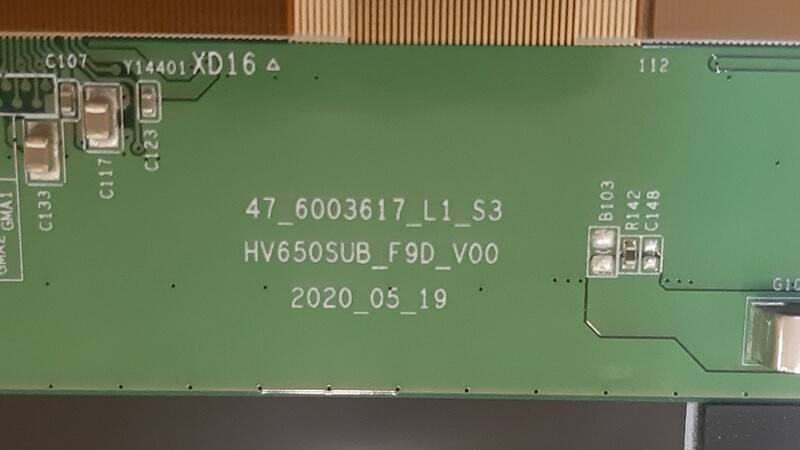 C107
Y14401
XD16
112
C133
C117
C123
GMA1
GMA2
47_6003617_L1_S3
HV650SUB_F9D_V00
2020_05_19
B103
R142
C148